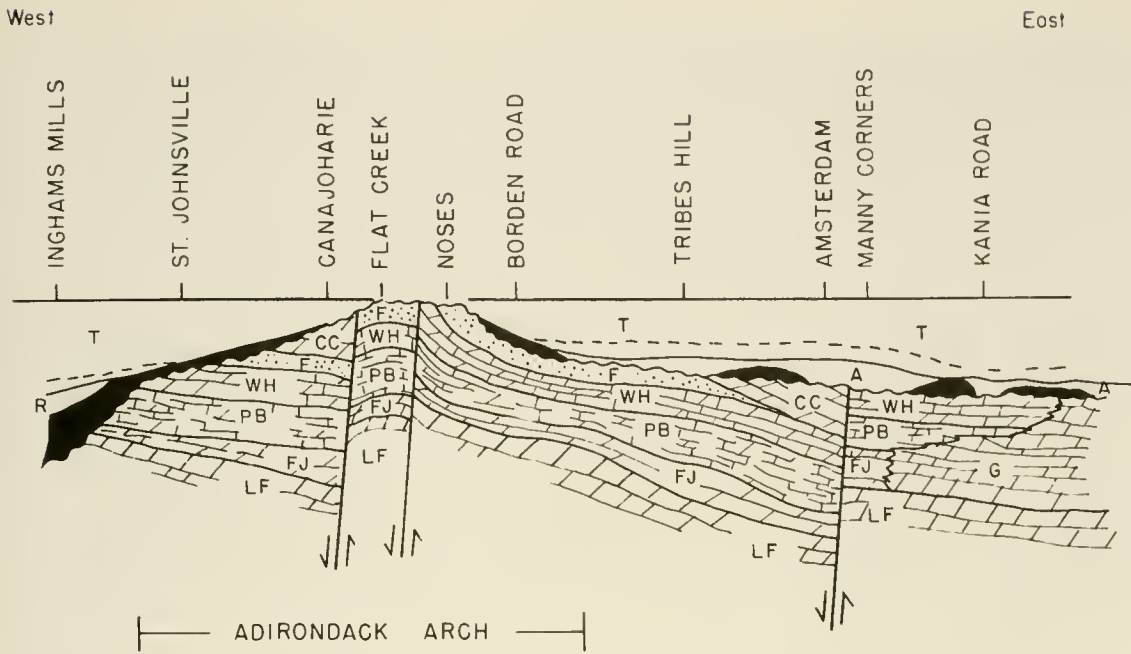 West
Eost
INGHAMS MILLS
ST. JOHNSVILLE
CANAJOHARIE
FLAT CREEK
NOSES
BORDEN ROAD
TRIBES HILL
AMSTERDAM
MANNY CORNERS
KANIA ROAD
T
T
T
F
CC
WH
F
WH
PB
PB
FJ
FJ
LF
LF
R
F
WH
PB
FJ
LF
CC
A
A
WH
PB
FJ
G
LF
ADIRONDACK ARCH